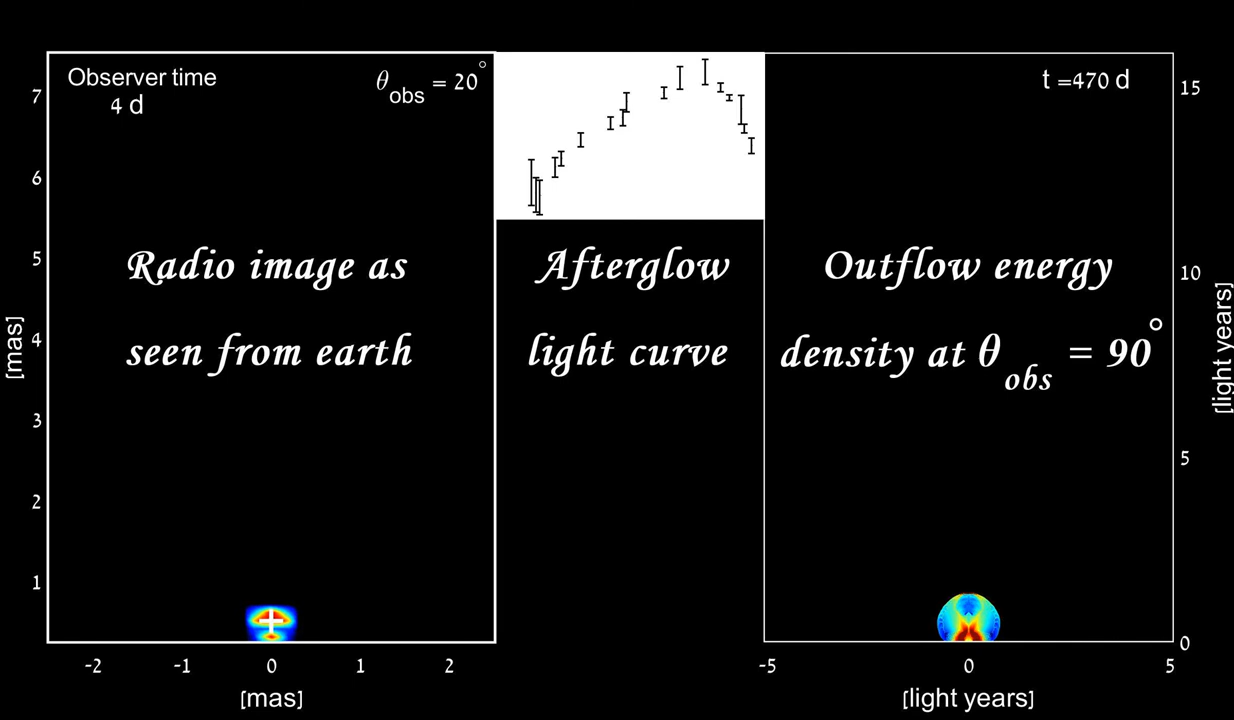 Observer time
4 d
θobs = 20°
t =470 d
7
6
5
4
3
2
1
[mas]
Radio image as
seen from earth
Afterglow
light curve
Outflow energy
density at θobs = 90°
15
10
5
0
[light years]
-2 -1 0 1 2
[mas]
-5 0 5
[light years]